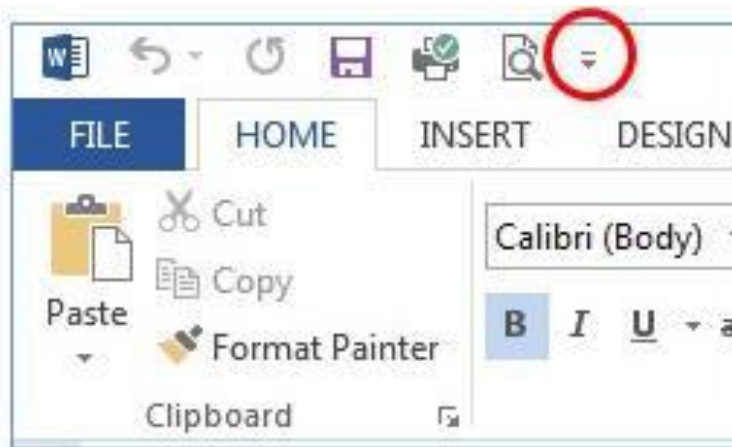 FILE HOME INSERT DESIGN
Cut
Calibri (Body)
Copy
Paste
B I U
Format Painter
Clipboard